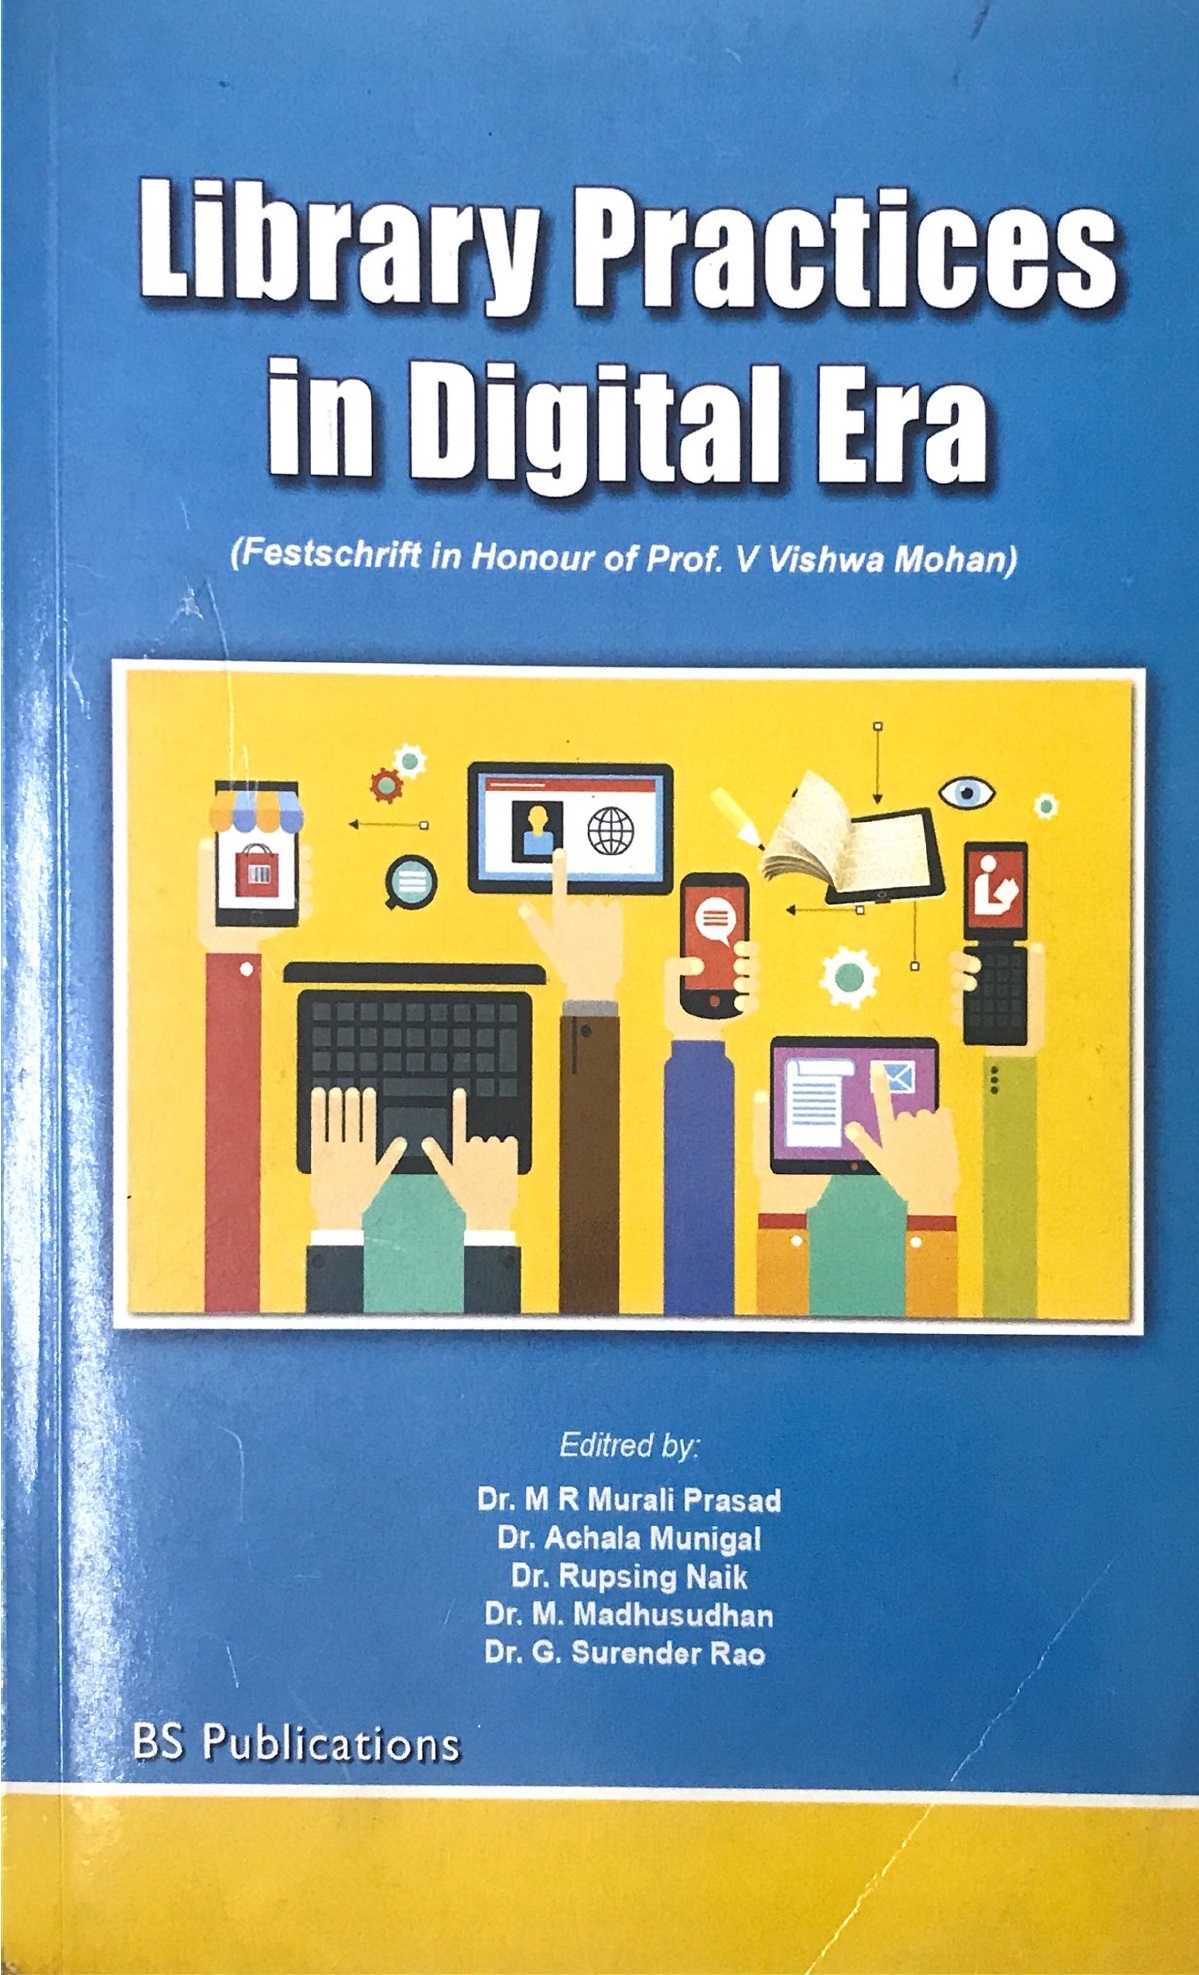 Library Practices
in Digital Era
(Festschrift in Honour of Prof. V Vishwa Mohan)
Editred by:
Dr. M R Murali Prasad
Dr. Achala Munigal
Dr. Rupsing Naik
Dr. M. Madhusudhan
Dr. G. Surender Rao
BS Publications